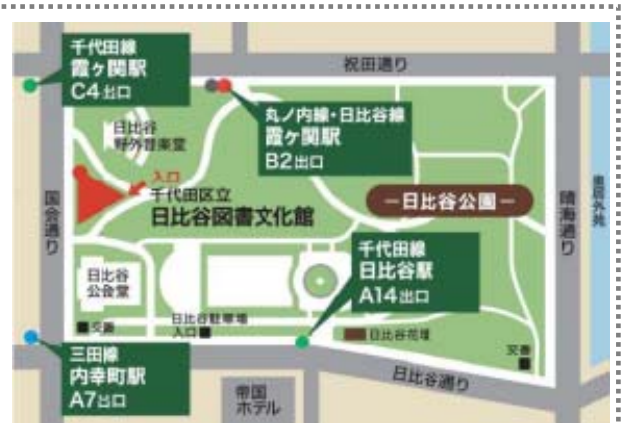 千代田線
霞ヶ関駅
C4出口
祝田通り
丸ノ内線・日比谷線
霞ヶ関駅
B2出口
日比谷
野外音楽堂
入口
千代田区立
日比谷図書文化館
国会通り
ー日比谷公園ー
晴海通り
皇居外苑
千代田線
日比谷駅
A14出口
日比谷
公会堂
交番
日比谷駐車場
入口
日比谷花壇
交番
三田線
内幸町駅
A7出口
帝国
ホテル
日比谷通り